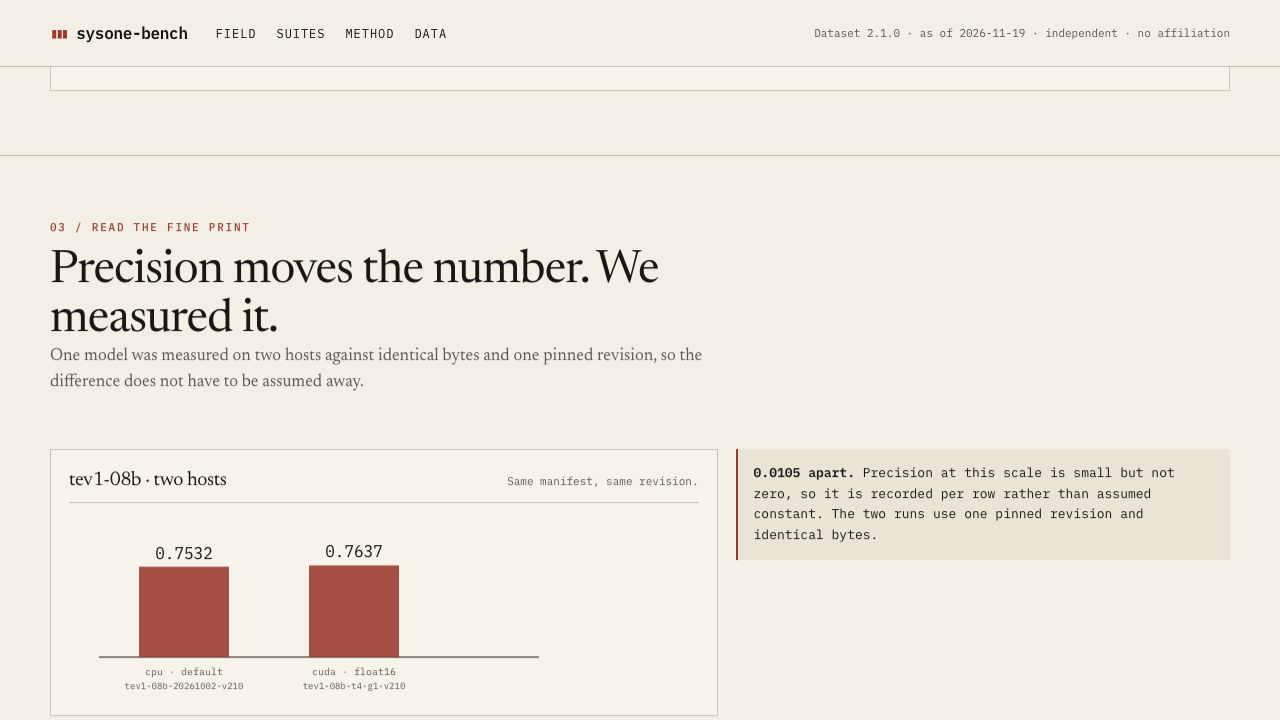 sysone-bench FIELD SUITES METHOD DATA Dataset 2.1.0 · as of 2026-11-19 · independent · no affiliation
03 / READ THE FINE PRINT
Precision moves the number. We
measured it.
One model was measured on two hosts against identical bytes and one pinned revision, so the
difference does not have to be assumed away.
tev1-08b · two hosts Same manifest, same revision.
0.7532 0.7637
cpu · default cuda · float16
tev1-08b-20261002-v210 tev1-08b-t4-g1-v210
0.0105 apart. Precision at this scale is small but not
zero, so it is recorded per row rather than assumed
constant. The two runs use one pinned revision and
identical bytes.